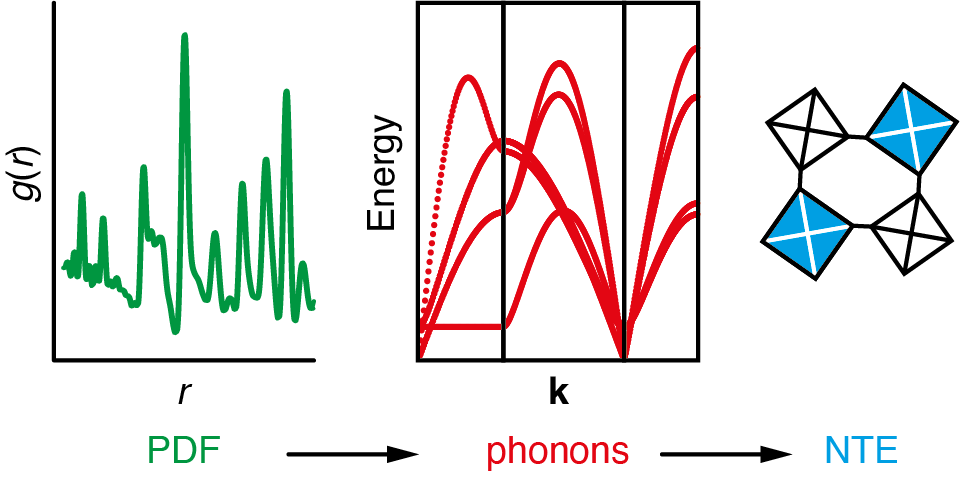 g(r)
r
Energy
k
PDF
phonons
NTE